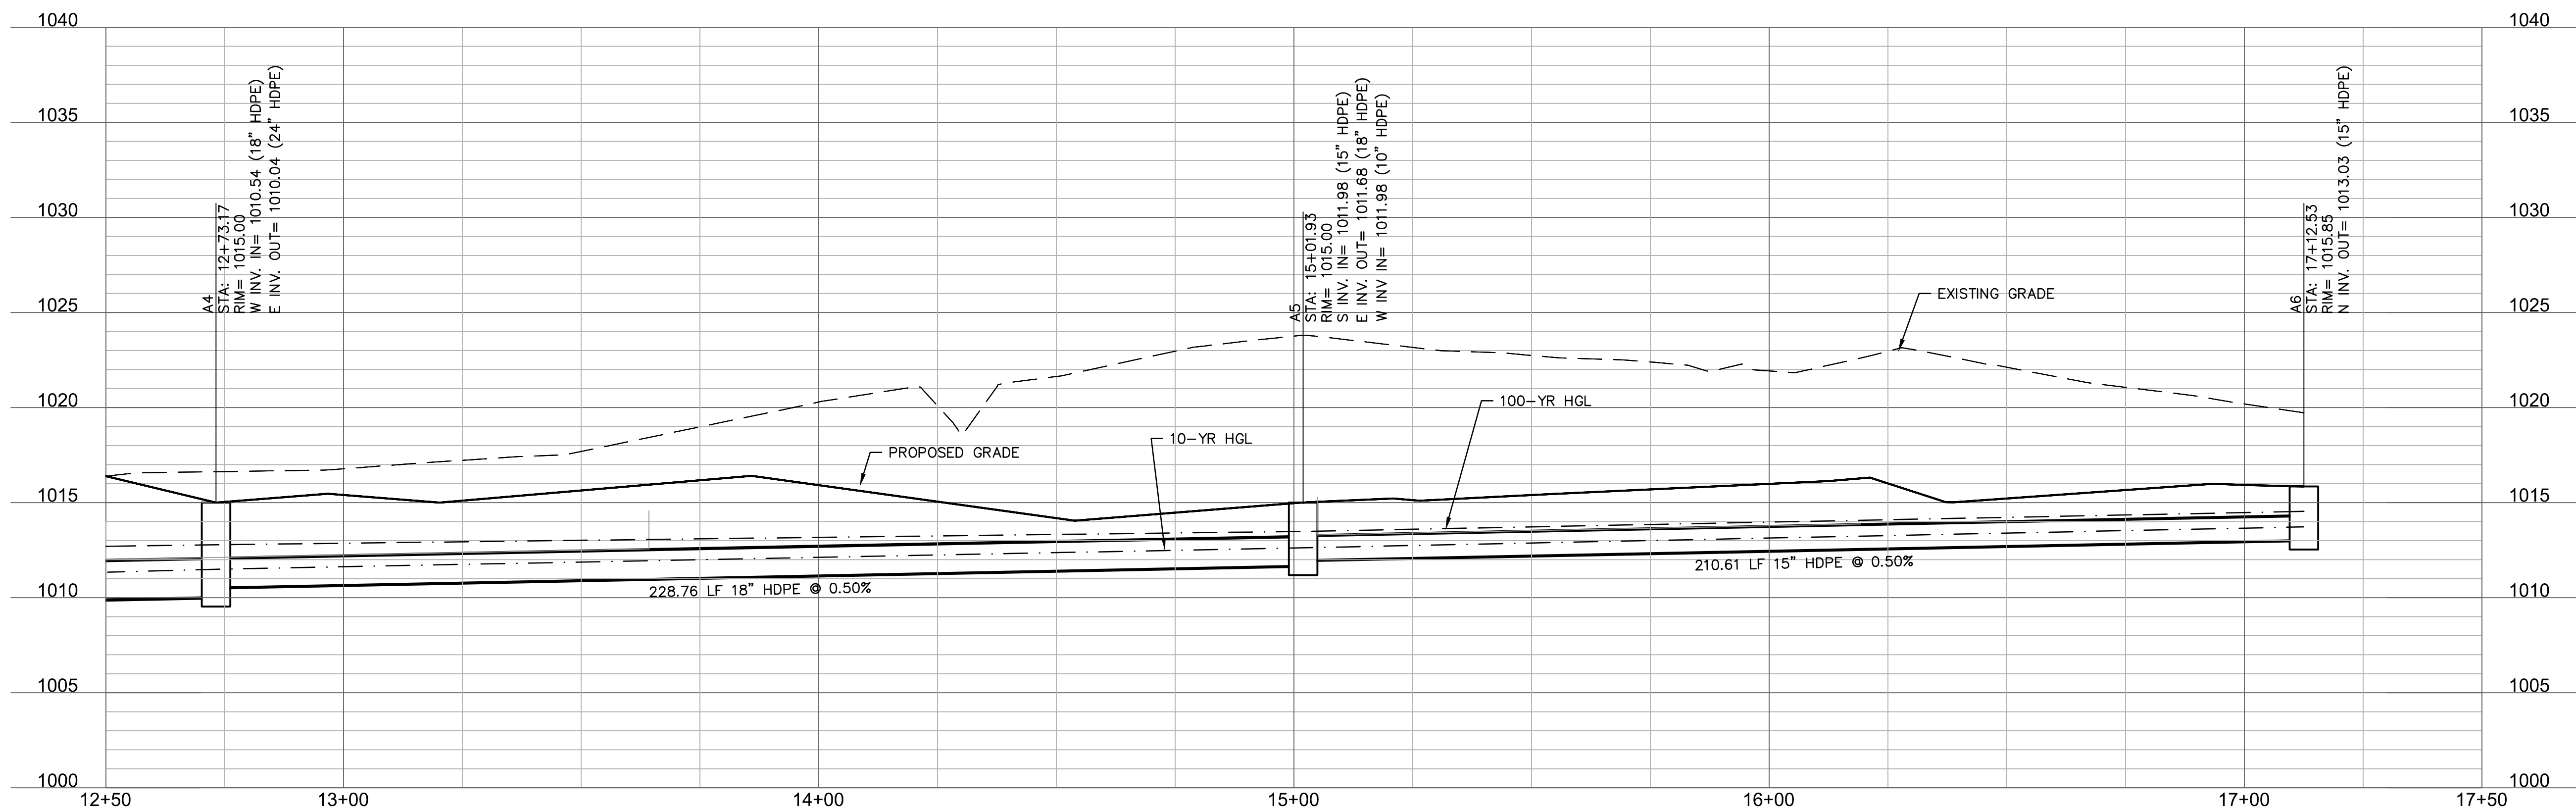 1040
1040
1035
1035
1030
1030
1025
1025
1020
1020
1015
1015
1010
1010
1005
1005
1000
1000
A4
STA: 12+73.17
RIM= 1015.00
W INV. IN= 1010.54 (18" HDPE)
E INV. OUT= 1010.04 (24" HDPE)
A5
STA: 15+01.93
RIM= 1015.00
S INV. IN= 1011.98 (15" HDPE)
E INV. OUT= 1011.68 (18" HDPE)
W INV IN= 1011.98 (10" HDPE)
A6
STA: 17+12.53
RIM= 1015.85
N INV. OUT= 1013.03 (15" HDPE)
EXISTING GRADE
100-YR HGL
10-YR HGL
PROPOSED GRADE
228.76 LF 18" HDPE @ 0.50%
210.61 LF 15" HDPE @ 0.50%
12+50
13+00
14+00
15+00
16+00
17+00
17+50